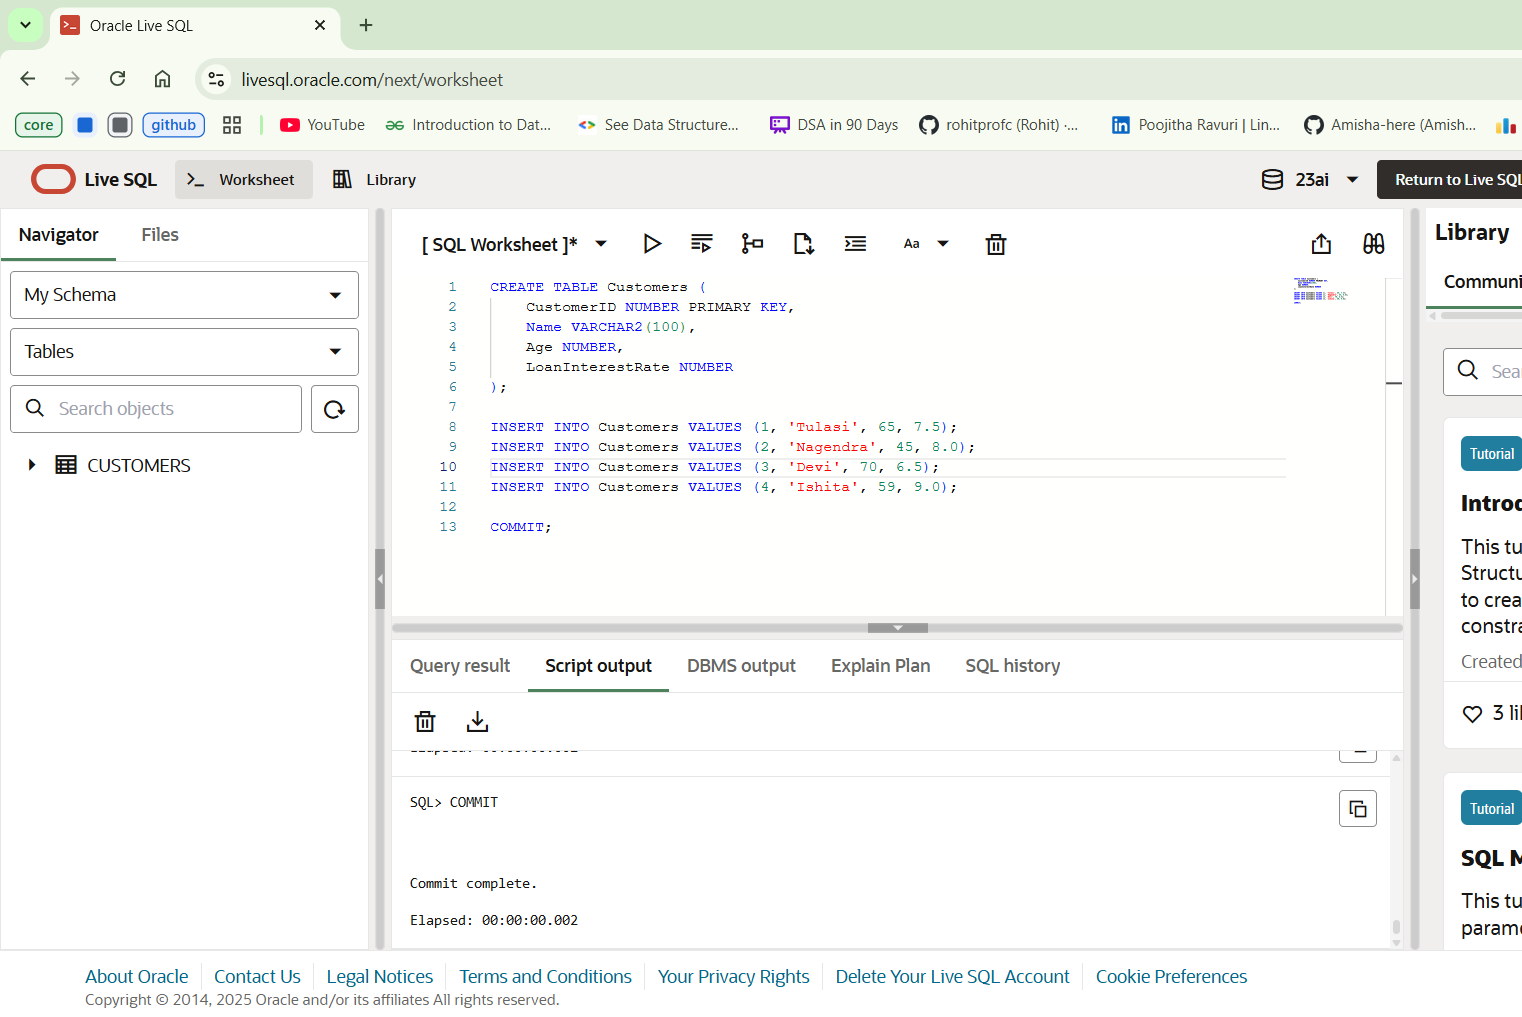 Oracle Live SQL
livesql.oracle.com/next/worksheet
core github YouTube Introduction to Dat... See Data Structure... DSA in 90 Days rohitprofc (Rohit) ·... Poojitha Ravuri | Lin... Amisha-here (Amish...
Live SQL Worksheet Library 23ai Return to Live SQL
Navigator Files
My Schema
Tables
Search objects
CUSTOMERS
[ SQL Worksheet ]* Aa
1 CREATE TABLE Customers (
2 CustomerID NUMBER PRIMARY KEY,
3 Name VARCHAR2(100),
4 Age NUMBER,
5 LoanInterestRate NUMBER
6 );
7
8 INSERT INTO Customers VALUES (1, 'Tulasi', 65, 7.5);
9 INSERT INTO Customers VALUES (2, 'Nagendra', 45, 8.0);
10 INSERT INTO Customers VALUES (3, 'Devi', 70, 6.5);
11 INSERT INTO Customers VALUES (4, 'Ishita', 59, 9.0);
12
13 COMMIT;
Query result Script output DBMS output Explain Plan SQL history
SQL> COMMIT
Commit complete.
Elapsed: 00:00:00.002
Library
Communi
Sea
Tutorial
Introd
This tu
Structu
to crea
constra
Created
3 li
Tutorial
SQL M
This tu
parame
About Oracle Contact Us Legal Notices Terms and Conditions Your Privacy Rights Delete Your Live SQL Account Cookie Preferences
Copyright © 2014, 2025 Oracle and/or its affiliates All rights reserved.